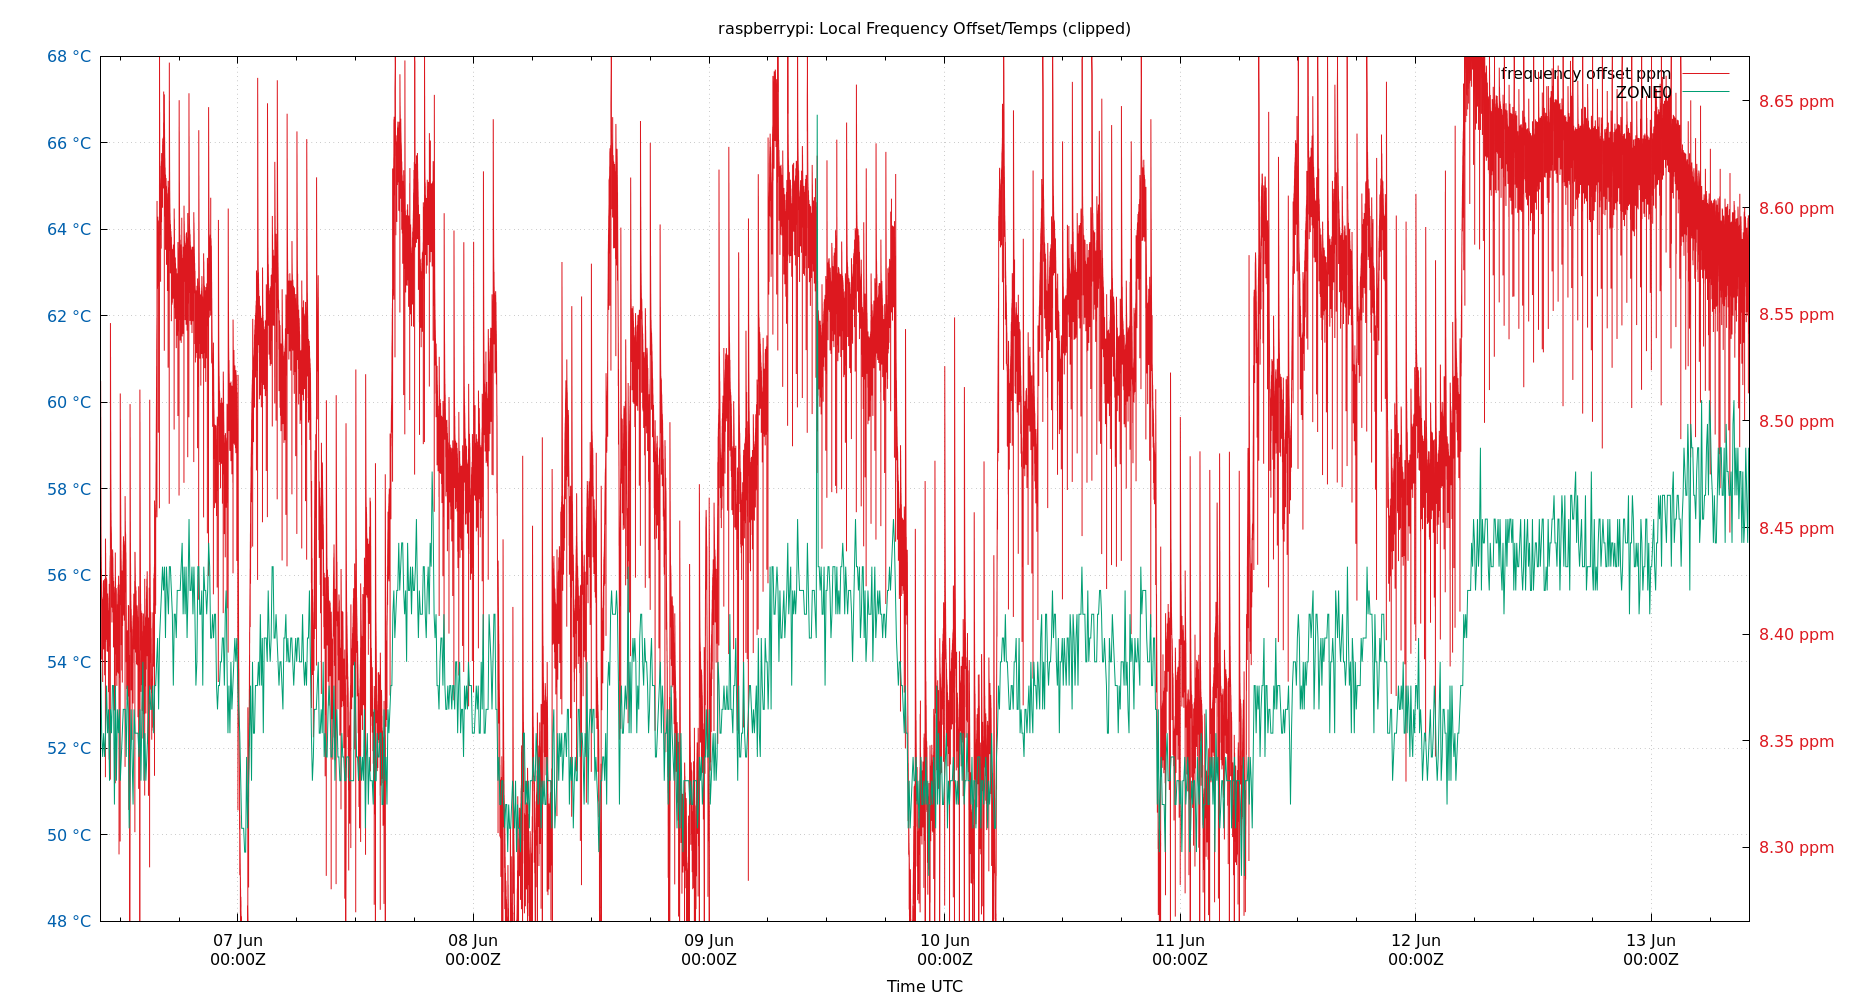 raspberrypi: Local Frequency Offset/Temps (clipped)
68 °C
66 °C
64 °C
62 °C
60 °C
58 °C
56 °C
54 °C
52 °C
50 °C
48 °C
frequency offset ppm
ZONE0
8.65 ppm
8.60 ppm
8.55 ppm
8.50 ppm
8.45 ppm
8.40 ppm
8.35 ppm
8.30 ppm
07 Jun 08 Jun 09 Jun 10 Jun 11 Jun 12 Jun 13 Jun
00:00Z 00:00Z 00:00Z 00:00Z 00:00Z 00:00Z 00:00Z
Time UTC